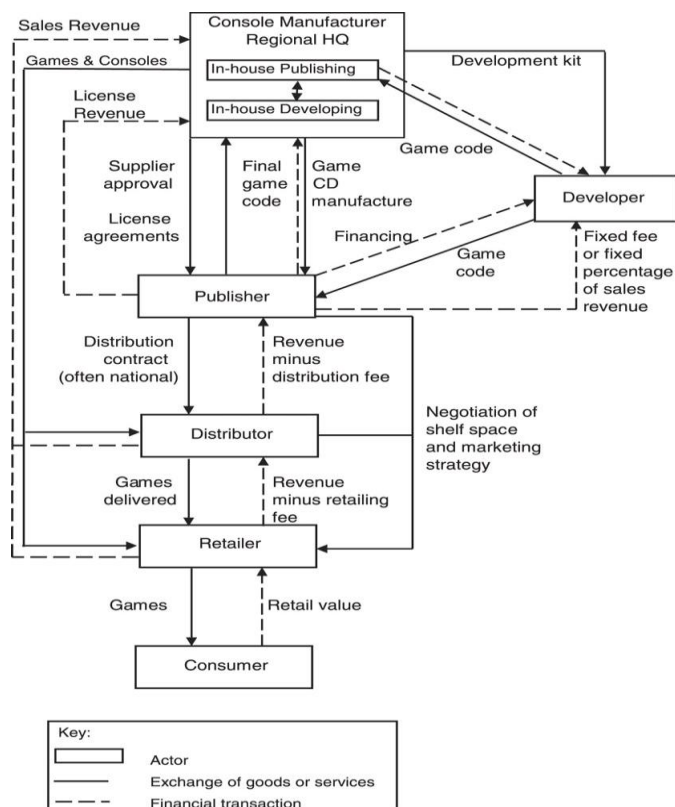 Sales Revenue
Console Manufacturer
Regional HQ
Games & Consoles
In-house Publishing
Development kit
License
Revenue
In-house Developing
Game code
Supplier
approval
Final
game
code
Game
CD
manufacture
Developer
License
agreements
Financing
Game
code
Fixed fee
or fixed
percentage
of sales
revenue
Publisher
Distribution
contract
(often national)
Revenue
minus
distribution fee
Negotiation of
shelf space
and marketing
strategy
Distributor
Games
delivered
Revenue
minus retailing
fee
Retailer
Games
Retail value
Consumer
Key:
Actor
Exchange of goods or services
Financial transaction